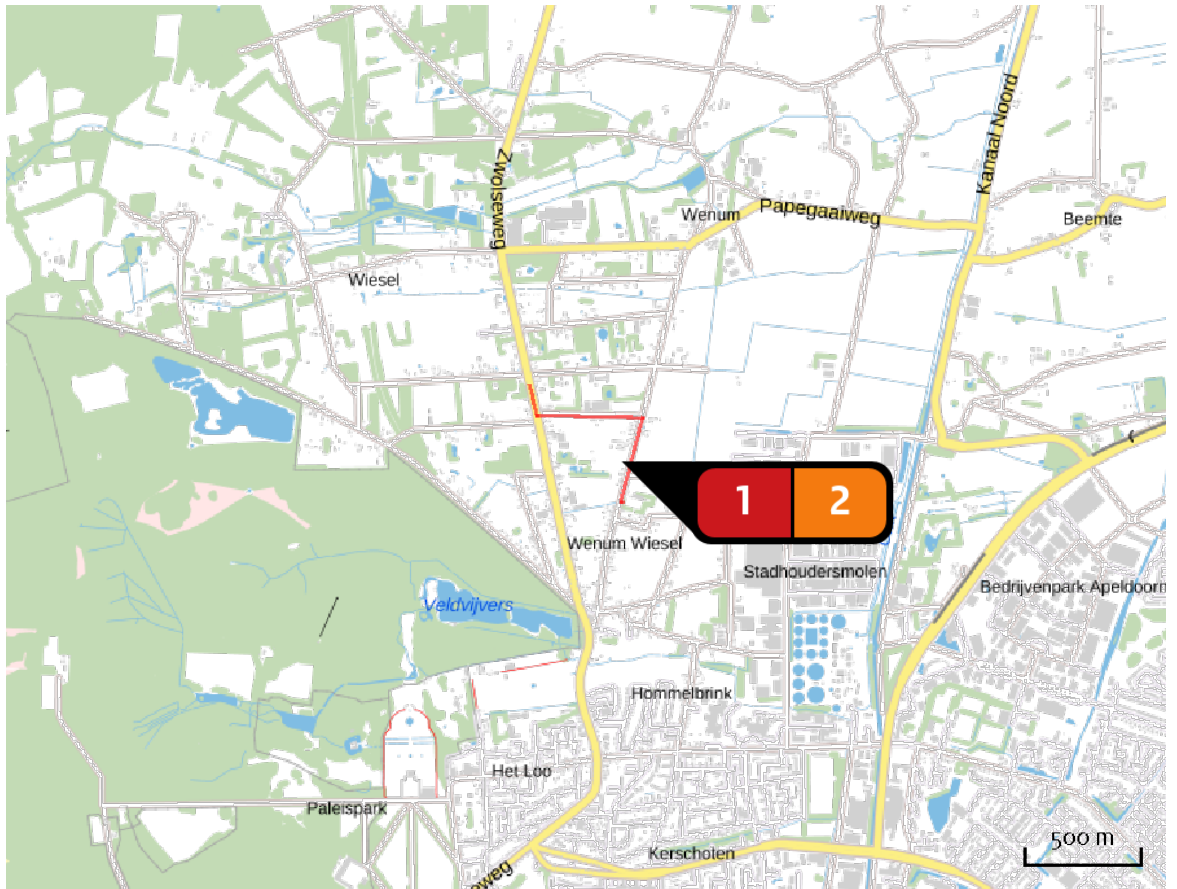 Kanaal Noord
Zwolseweg
Wenum
Papegaaiweg
Beemte
Wiesel
1 2
Wenum Wiesel
Stadhoudersmolen
Bedrijvenpark Apeldoorn
Veldvijvers
Hommelbrink
Het Loo
Paleispark
500 m
Kerschoten
eweg